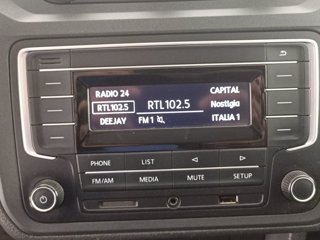 RADIO 24 CAPITAL
RTL102.5 RTL102.5 Nostigia
DEEJAY FM 1 ITALIA 1
PHONE LIST
FM/AM MEDIA MUTE SETUP